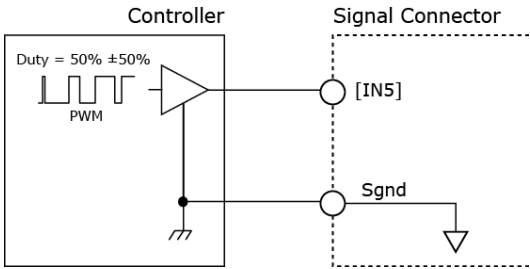 Controller
Signal Connector
Duty = 50% ±50%
PWM
[IN5]
Sgnd